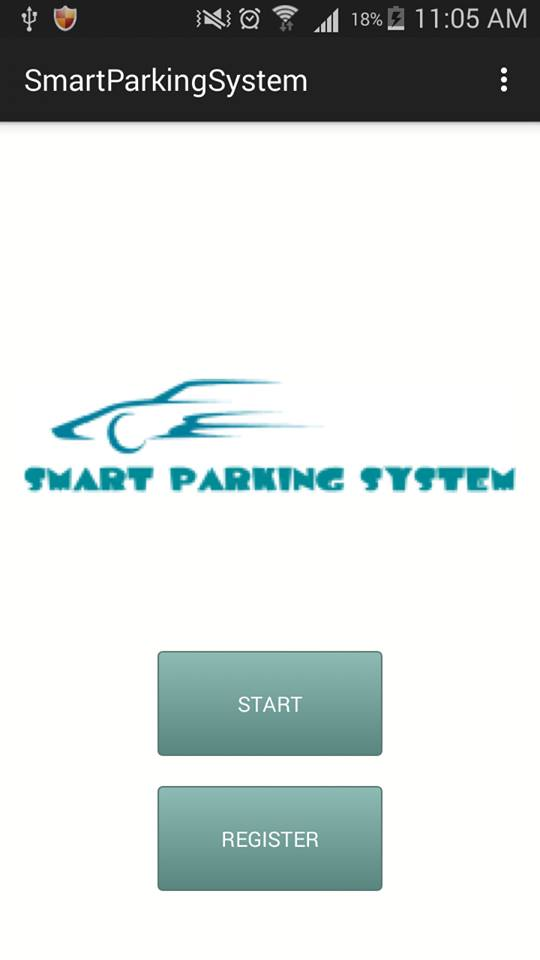 18% 11:05 AM
SmartParkingSystem
SMART PARKING SYSTEM
START
REGISTER